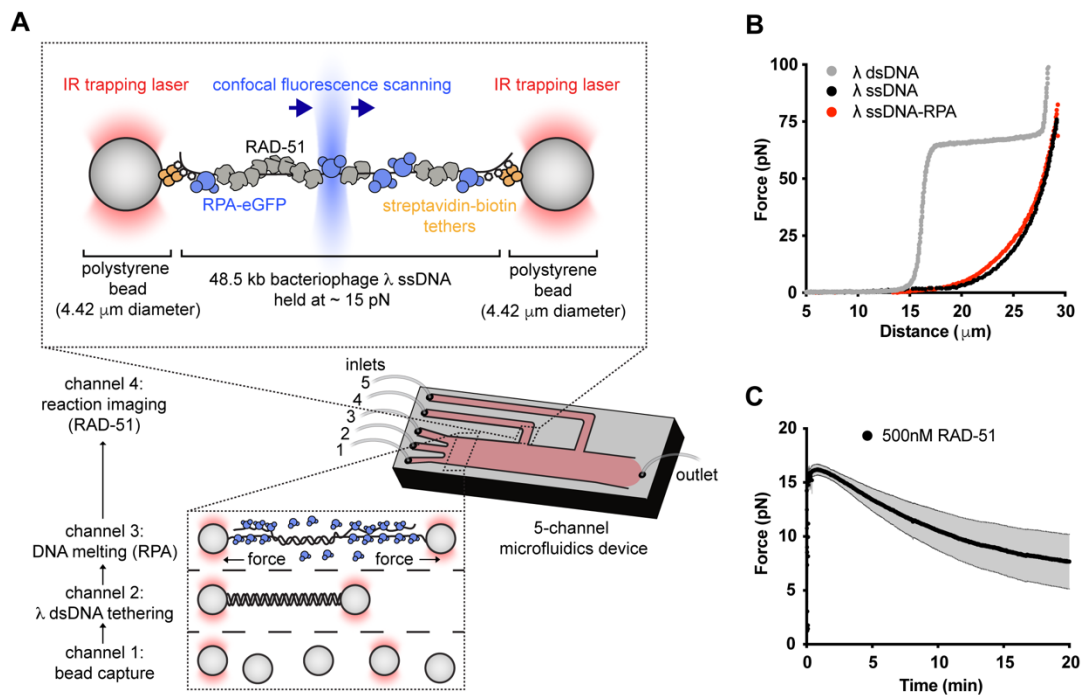 A
IR trapping laser
confocal fluorescence scanning
IR trapping laser
RAD-51
RPA-eGFP
streptavidin-biotin
tethers
polystyrene
bead
(4.42 μm diameter)
48.5 kb bacteriophage λ ssDNA
held at ~ 15 pN
polystyrene
bead
(4.42 μm diameter)
channel 4:
reaction imaging
(RAD-51)
channel 3:
DNA melting (RPA)
channel 2:
λ dsDNA tethering
channel 1:
bead capture
inlets
5
4
3
2
1
outlet
5-channel
microfluidics device
force
force
B
λ dsDNA
λ ssDNA
λ ssDNA-RPA
Force (pN)
100
75
50
25
0
5 10 15 20 25 30
Distance (μm)
C
500nM RAD-51
Force (pN)
20
15
10
5
0
0 5 10 15 20
Time (min)